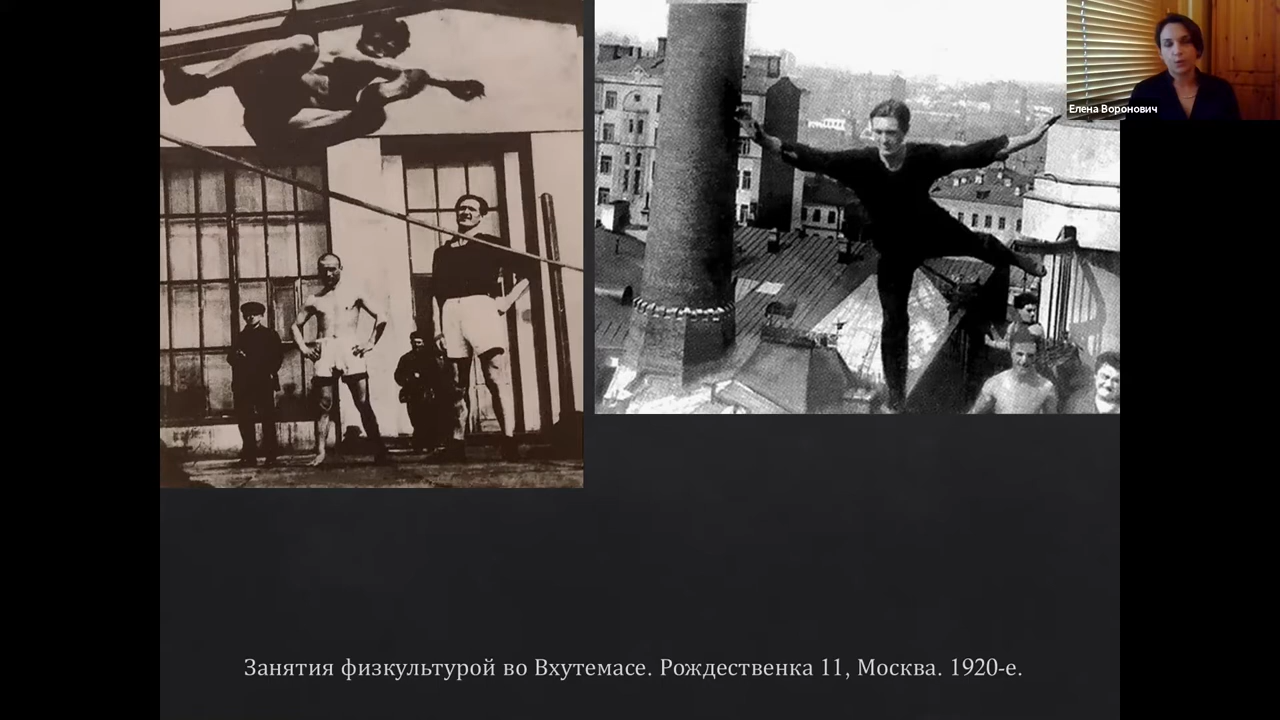 Елена Воронович
Занятия физкультурой во Вхутемасе. Рождественка 11, Москва. 1920-е.